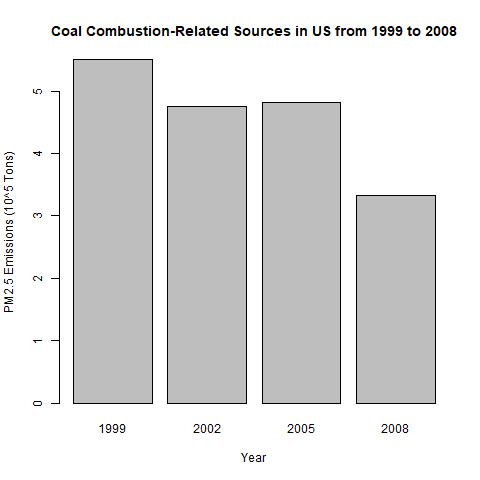 Coal Combustion-Related Sources in US from 1999 to 2008
PM2.5 Emissions (10^5 Tons)
5
4
3
2
1
0
1999 2002 2005 2008
Year